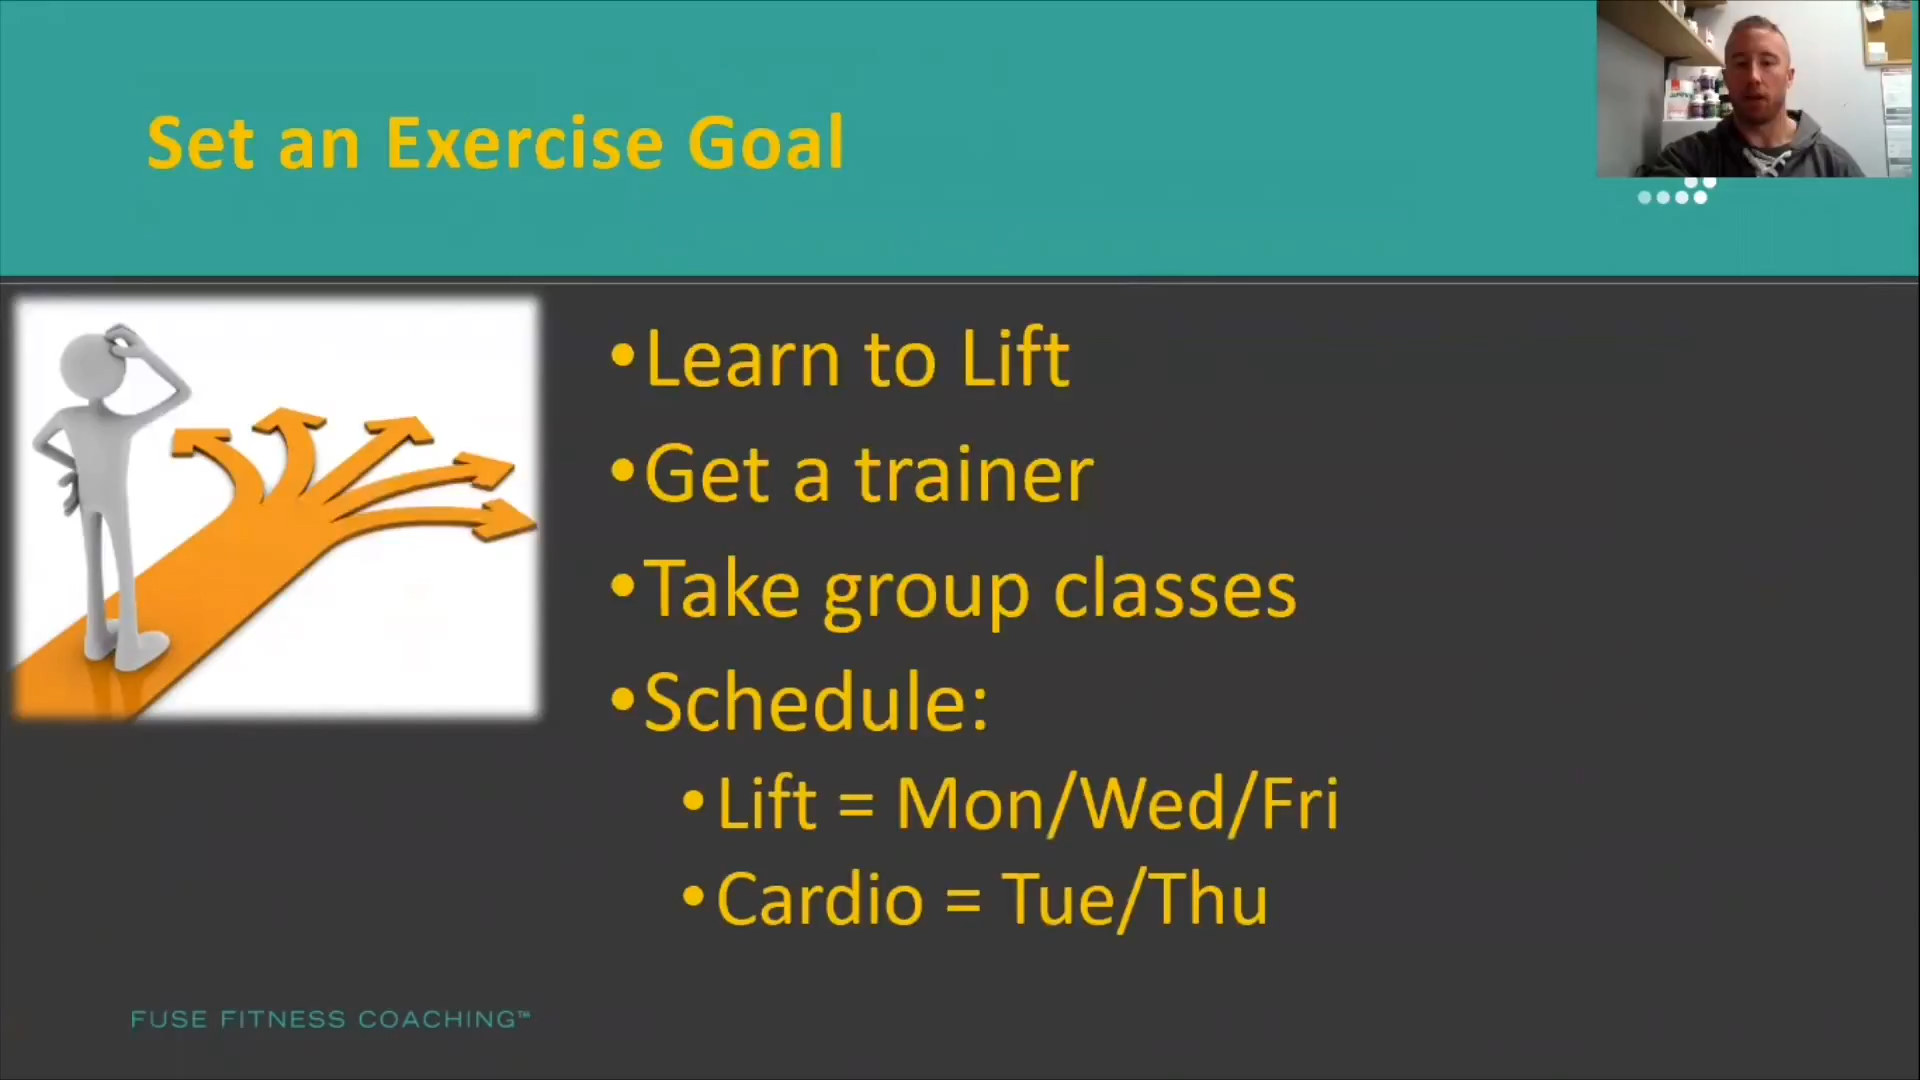 Set an Exercise Goal
•Learn to Lift
•Get a trainer
•Take group classes
•Schedule:
•Lift = Mon/Wed/Fri
•Cardio = Tue/Thu
FUSE FITNESS COACHING™